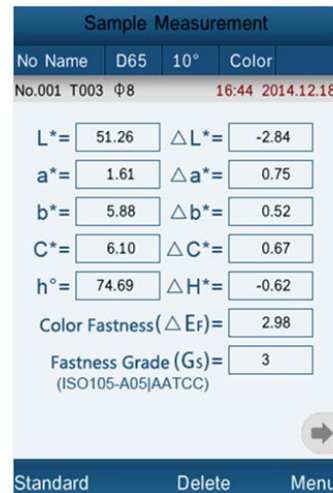 Sample Measurement
No Name D65 10° Color
No.001 T003 Φ8 16:44 2014.12.18
L*= 51.26 △L*= -2.84
a*= 1.61 △a*= 0.75
b*= 5.88 △b*= 0.52
C*= 6.10 △C*= 0.67
h°= 74.69 △H*= -0.62
Color Fastness(△EF)= 2.98
Fastness Grade (Gs)= 3
(ISO105-A05|AATCC)
Standard Delete Menu